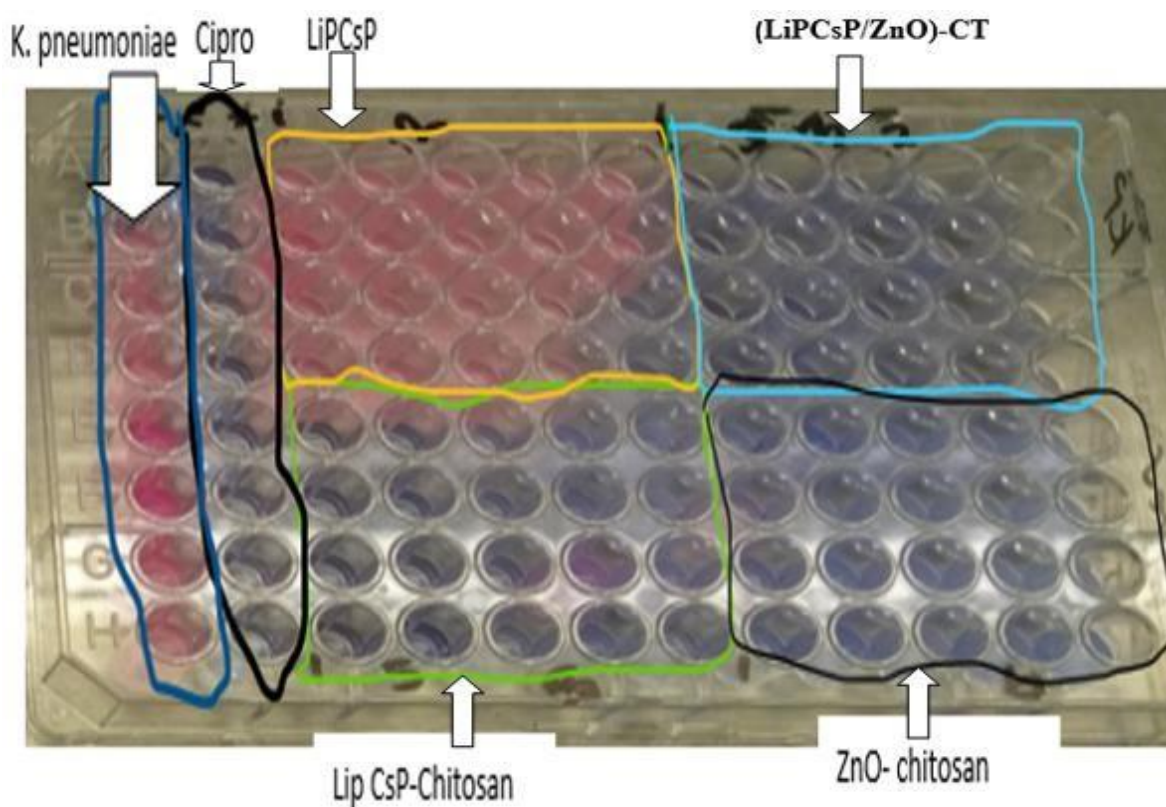 K. pneumoniae
Cipro
LiPCsP
(LiPCsP/ZnO)-CT
A
B
E
F
G
H
Lip CsP-Chitosan
ZnO- chitosan